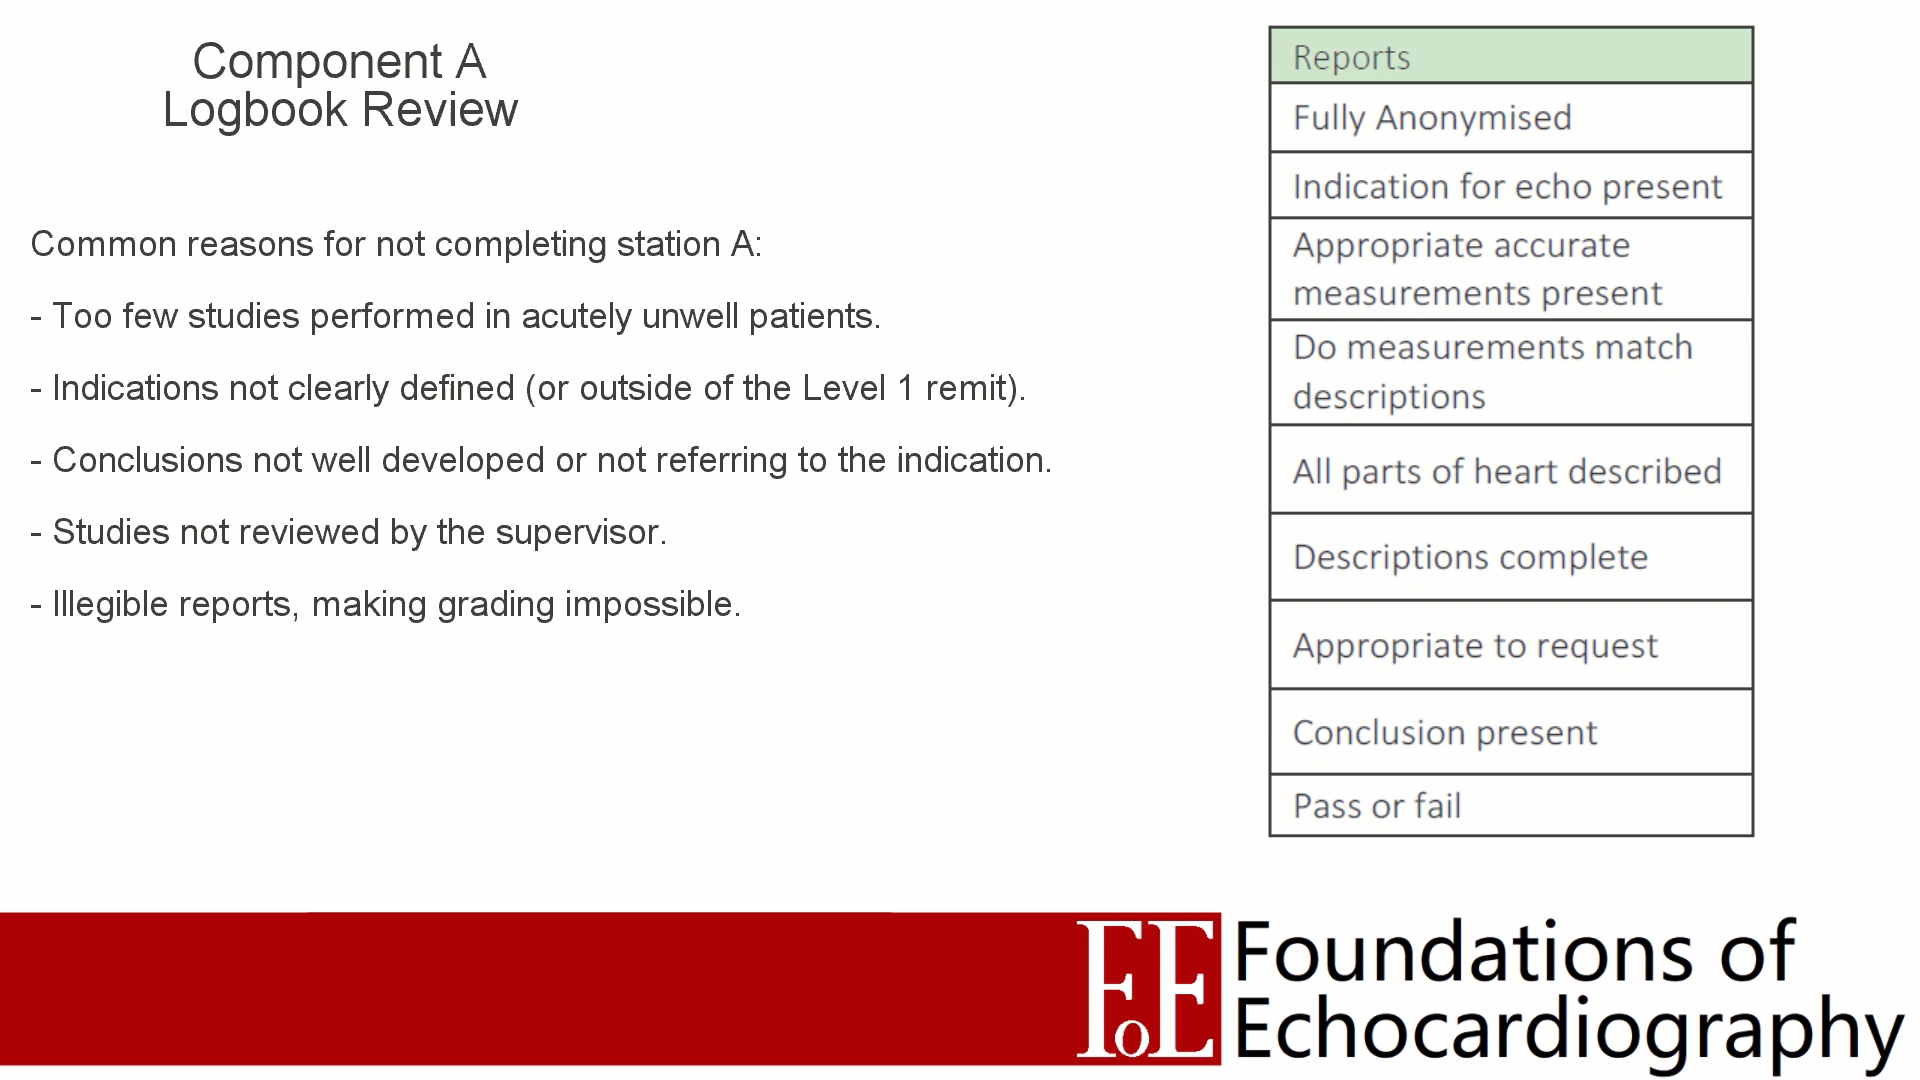 Component A
Logbook Review
Common reasons for not completing station A:
- Too few studies performed in acutely unwell patients.
- Indications not clearly defined (or outside of the Level 1 remit).
- Conclusions not well developed or not referring to the indication.
- Studies not reviewed by the supervisor.
- Illegible reports, making grading impossible.
Reports
Fully Anonymised
Indication for echo present
Appropriate accurate
measurements present
Do measurements match
descriptions
All parts of heart described
Descriptions complete
Appropriate to request
Conclusion present
Pass or fail
FoE
Foundations of
Echocardiography